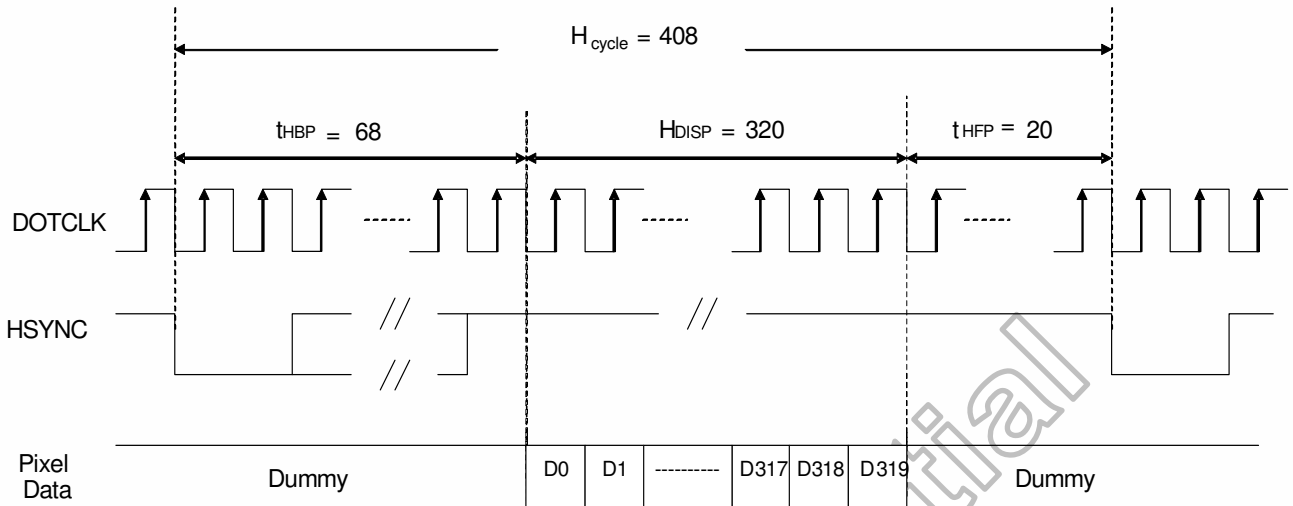 H cycle = 408
tHBP = 68
HDISP = 320
tHFP = 20
DOTCLK
HSYNC
Pixel Data
Dummy
D0
D1
D317
D318
D319
Dummy
tial